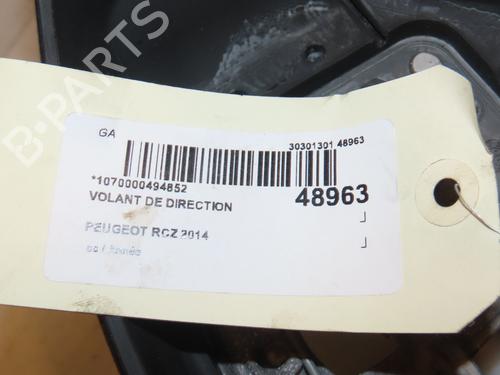 GA
30301301 48963
*1070000494852
VOLANT DE DIRECTION
48963
PEUGEOT RCZ 2014
B-PARTS